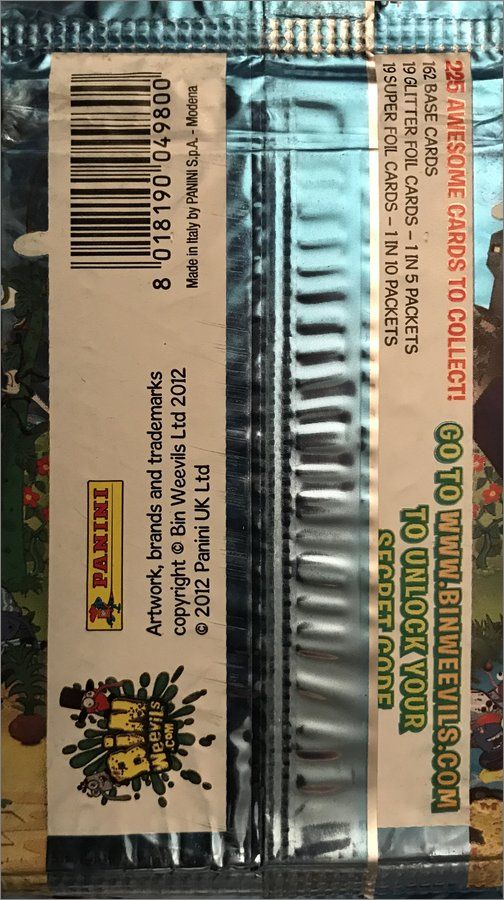 225 AWESOME CARDS TO COLLECT!
162 BASE CARDS
19 GLITTER FOIL CARDS – 1 IN 5 PACKETS
19 SUPER FOIL CARDS – 1 IN 10 PACKETS
GO TO WWW.BINWEEVILS.COM
TO UNLOCK YOUR
SECRET CODE
8 018190 049800
Made in Italy by PANINI S.p.A. - Modena
PANINI
Artwork, brands and trademarks
copyright © Bin Weevils Ltd 2012
© 2012 Panini UK Ltd
BiN
Weevils
.COM